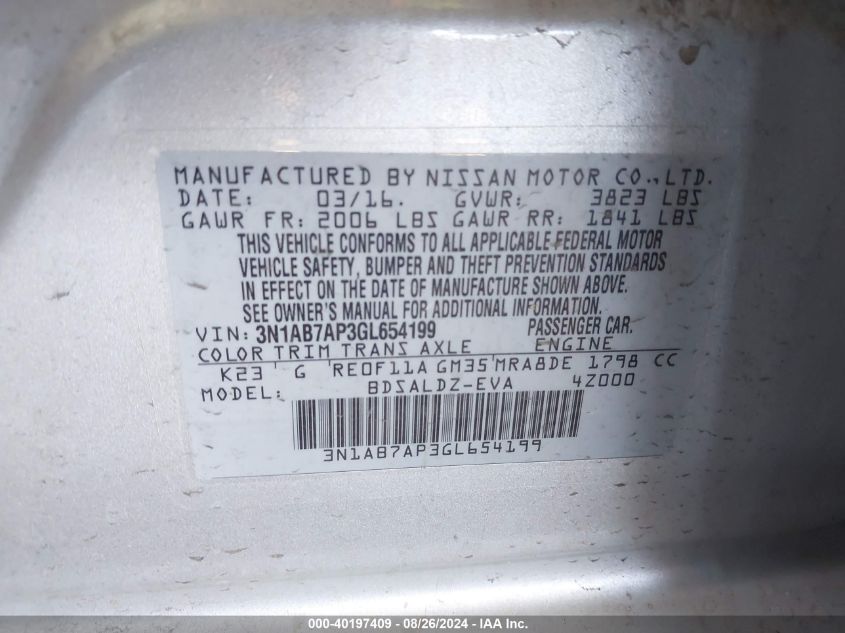 MANUFACTURED BY NISSAN MOTOR CO., LTD.
DATE: 03/16. GVWR: 3823 LBS
GAWR FR: 2006 LBS GAWR RR: 1841 LBS
THIS VEHICLE CONFORMS TO ALL APPLICABLE FEDERAL MOTOR
VEHICLE SAFETY, BUMPER AND THEFT PREVENTION STANDARDS
IN EFFECT ON THE DATE OF MANUFACTURE SHOWN ABOVE.
SEE OWNER'S MANUAL FOR ADDITIONAL INFORMATION.
VIN: 3N1AB7AP3GL654199 PASSENGER CAR.
COLOR TRIM TRANS AXLE ENGINE
K23 G RE0F11A GM35 MRA8DE 1798 CC
MODEL: BDSALDZ-EVA 4Z000
3N1AB7AP3GL654199
000-40197409 - 08/26/2024 - IAA Inc.